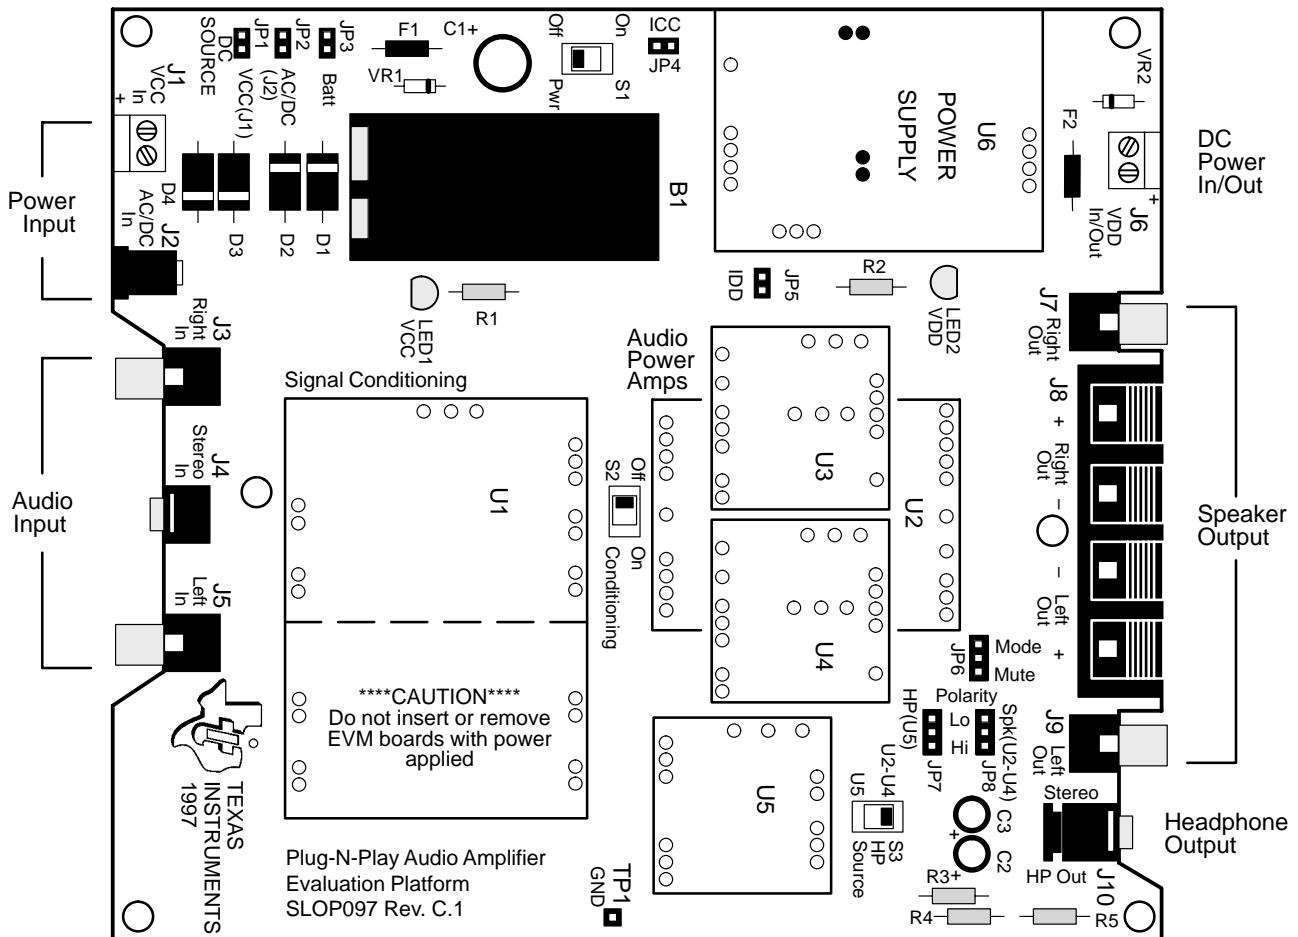 SOURCE
DC
JP1
JP2
JP3
F1
C1+
Off
On
ICC
JP4
VR1
S1
Pwr
J1
VCC
In
+
VCC(J1)
AC/DC
(J2)
Batt
U6
POWER
SUPPLY
VR2
F2
J6
VDD
In/Out
+
DC
Power
In/Out
Power
Input
D4
AC/DC
In
J2
D3
D2
D1
B1
LED1
VCC
R1
IDD
JP5
R2
LED2
VDD
J3
Right
In
J7
Right
Out
Audio
Power
Amps
Signal Conditioning
J8
+
Right
Out
−
−
Left
Out
+
J4
Stereo
In
Audio
Input
U1
S2
Off
On
Conditioning
U3
U2
U4
Speaker
Output
J5
Left
In
JP6
Mode
Mute
Polarity
HP(U5)
Lo
Hi
JP7
Spk(U2-U4)
JP8
J9
Left
Out
****CAUTION****
Do not insert or remove
EVM boards with power
applied
TEXAS
INSTRUMENTS
1997
U5
U5
U2-U4
S3
HP
Source
C3
+
C2
Stereo
Headphone
Output
HP Out
J10
R3+
R4
R5
Plug-N-Play Audio Amplifier
Evaluation Platform
SLOP097 Rev. C.1
TP1
GND